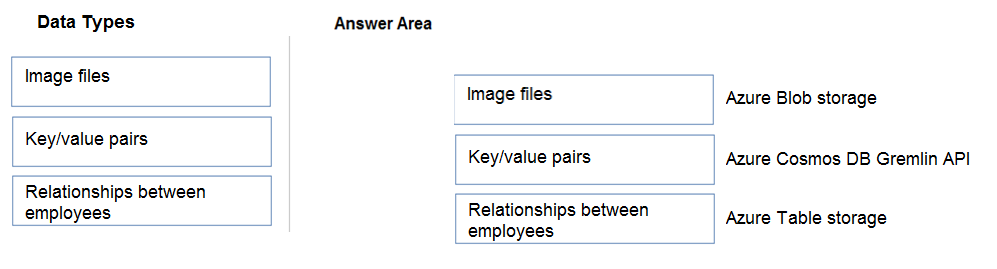 Data Types
Answer Area
Image files
Key/value pairs
Relationships between
employees
Image files
Azure Blob storage
Key/value pairs
Azure Cosmos DB Gremlin API
Relationships between
employees
Azure Table storage